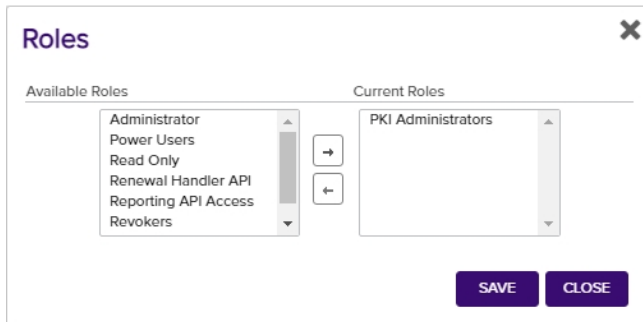 Roles
Available Roles
Current Roles
Administrator
Power Users
Read Only
Renewal Handler API
Reporting API Access
Revokers
PKI Administrators
SAVE
CLOSE